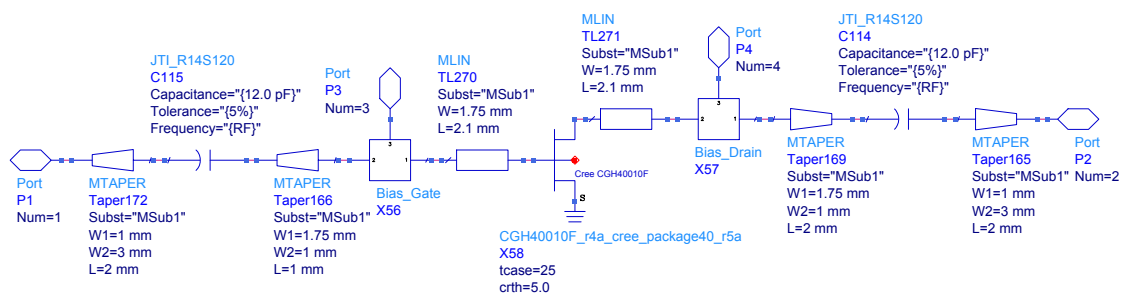 JTI_R14S120
C115
Capacitance="{12.0 pF}"
Tolerance="{5%}"
Frequency="{RF}"
Port
P3
Num=3
MLIN
TL270
Subst="MSub1"
W=1.75 mm
L=2.1 mm
MLIN
TL271
Subst="MSub1"
W=1.75 mm
L=2.1 mm
Port
P4
Num=4
JTI_R14S120
C114
Capacitance="{12.0 pF}"
Tolerance="{5%}"
Frequency="{RF}"
Port
P1
Num=1
MTAPER
Taper172
Subst="MSub1"
W1=1 mm
W2=3 mm
L=2 mm
MTAPER
Taper166
Subst="MSub1"
W1=1.75 mm
W2=1 mm
L=1 mm
3
2
1
Bias_Gate
X56
Cree CGH40010F
S
CGH40010F_r4a_cree_package40_r5a
X58
tcase=25
crth=5.0
3
2
1
Bias_Drain
X57
MTAPER
Taper169
Subst="MSub1"
W1=1.75 mm
W2=1 mm
L=2 mm
MTAPER
Taper165
Subst="MSub1"
W1=1 mm
W2=3 mm
L=2 mm
Port
P2
Num=2